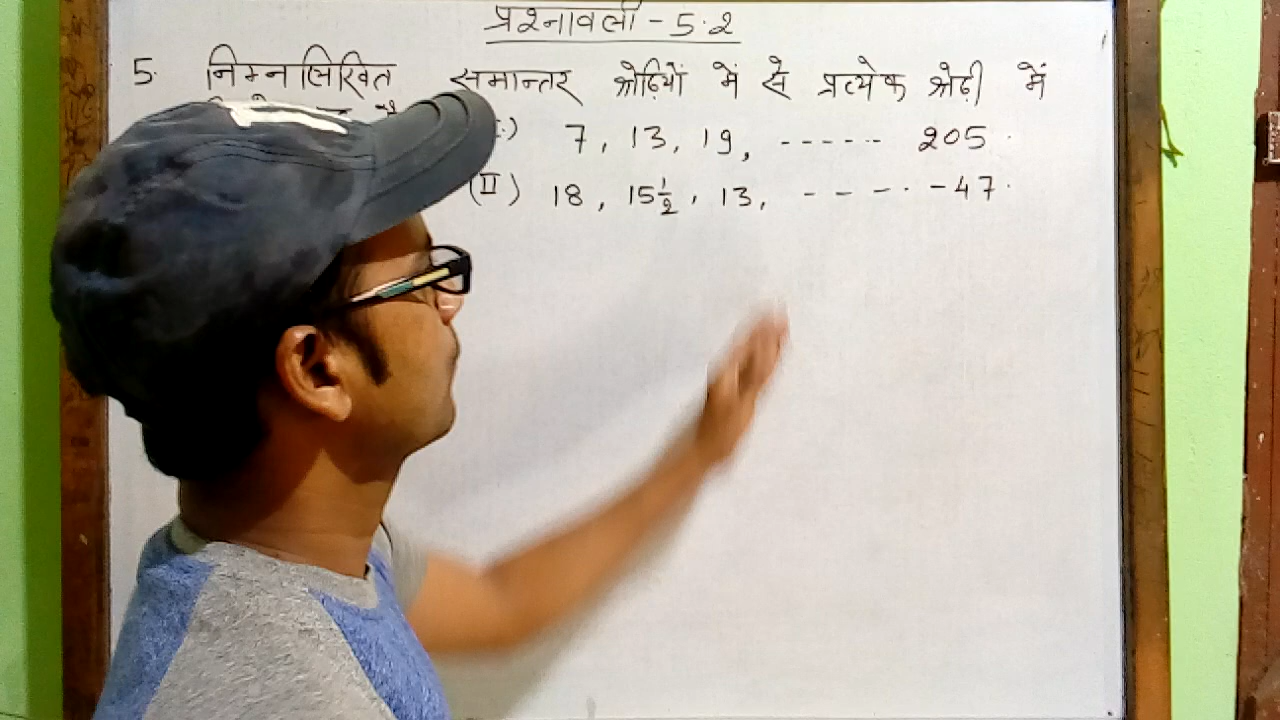 प्रश्नावली - 5.2
5. निम्नलिखित समान्तर श्रेढ़ियों में से प्रत्येक श्रेढ़ी में
7, 13, 19, ------ 205.
(II) 18, 15½, 13, ---- -47.